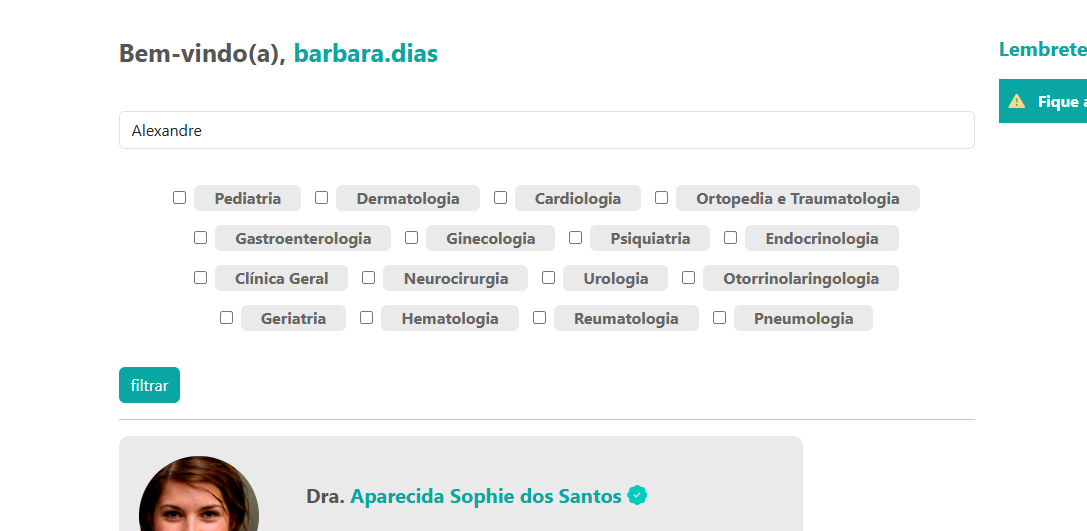 Bem-vindo(a), barbara.dias
Lembrete
Fique a
Alexandre
Pediatria Dermatologia Cardiologia Ortopedia e Traumatologia
Gastroenterologia Ginecologia Psiquiatria Endocrinologia
Clínica Geral Neurocirurgia Urologia Otorrinolaringologia
Geriatria Hematologia Reumatologia Pneumologia
filtrar
Dra. Aparecida Sophie dos Santos